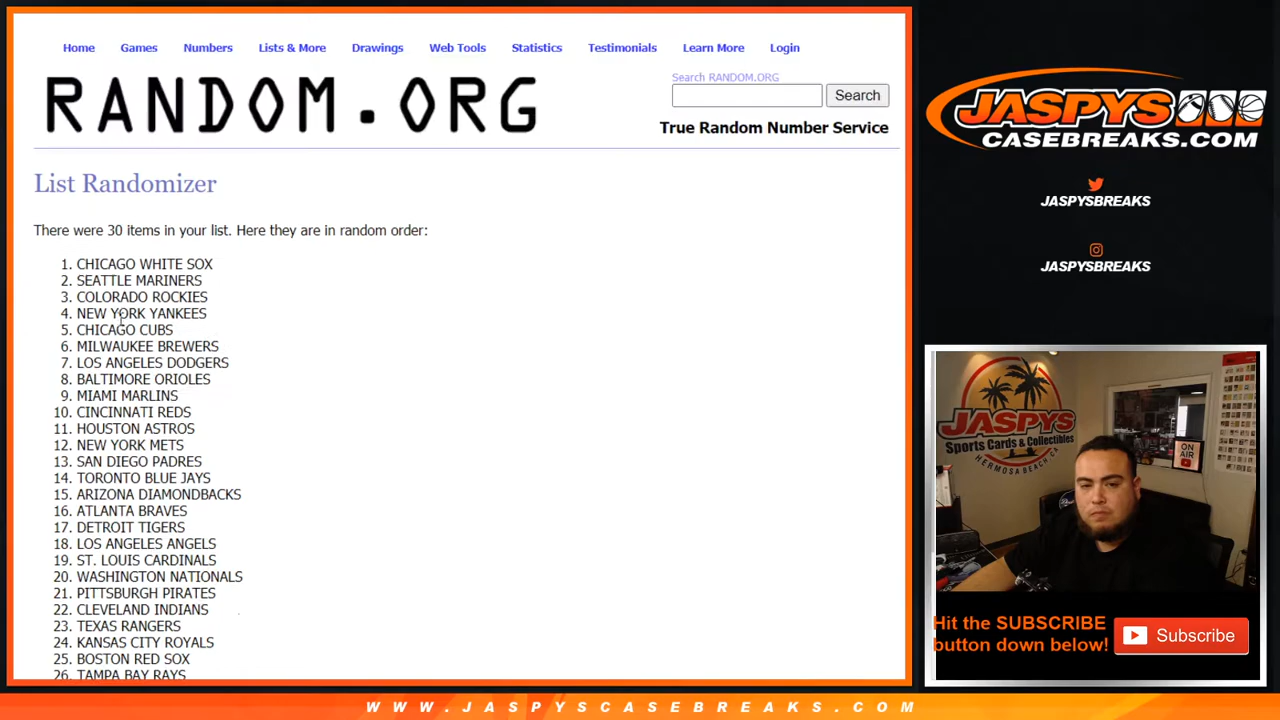 Home Games Numbers Lists & More Drawings Web Tools Statistics Testimonials Learn More Login
RANDOM.ORG
Search RANDOM.ORG
Search
True Random Number Service
List Randomizer
There were 30 items in your list. Here they are in random order:
1. CHICAGO WHITE SOX
2. SEATTLE MARINERS
3. COLORADO ROCKIES
4. NEW YORK YANKEES
5. CHICAGO CUBS
6. MILWAUKEE BREWERS
7. LOS ANGELES DODGERS
8. BALTIMORE ORIOLES
9. MIAMI MARLINS
10. CINCINNATI REDS
11. HOUSTON ASTROS
12. NEW YORK METS
13. SAN DIEGO PADRES
14. TORONTO BLUE JAYS
15. ARIZONA DIAMONDBACKS
16. ATLANTA BRAVES
17. DETROIT TIGERS
18. LOS ANGELES ANGELS
19. ST. LOUIS CARDINALS
20. WASHINGTON NATIONALS
21. PITTSBURGH PIRATES
22. CLEVELAND INDIANS
23. TEXAS RANGERS
24. KANSAS CITY ROYALS
25. BOSTON RED SOX
26. TAMPA BAY RAYS
JASPYS
CASEBREAKS.COM
JASPYSBREAKS
JASPYSBREAKS
JASPYS
Sports Cards & Collectibles
HERMOSA BEACH CA
ON
AIR
Hit the SUBSCRIBE
button down below!
Subscribe
WWW.JASPYSCASEBREAKS.COM